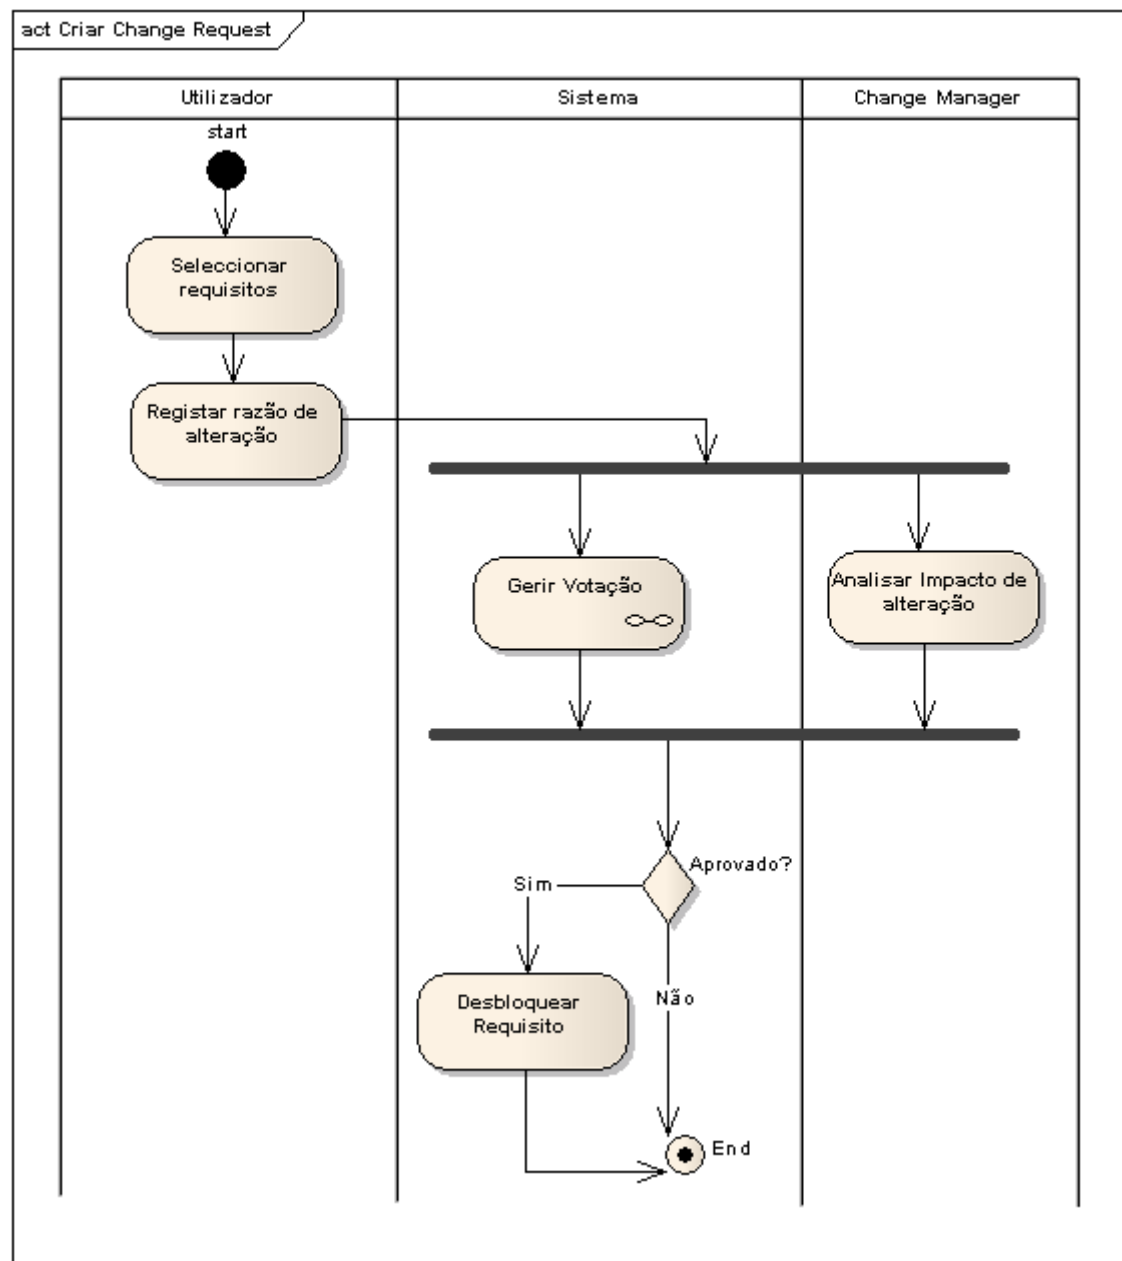 act Criar Change Request
Utilizador
Sistema
Change Manager
start
Seleccionar
requisitos
Registar razão de
alteração
Gerir Votação
Analisar Impacto de
alteração
Aprovado?
Sim
Desbloquear
Requisito
Não
End